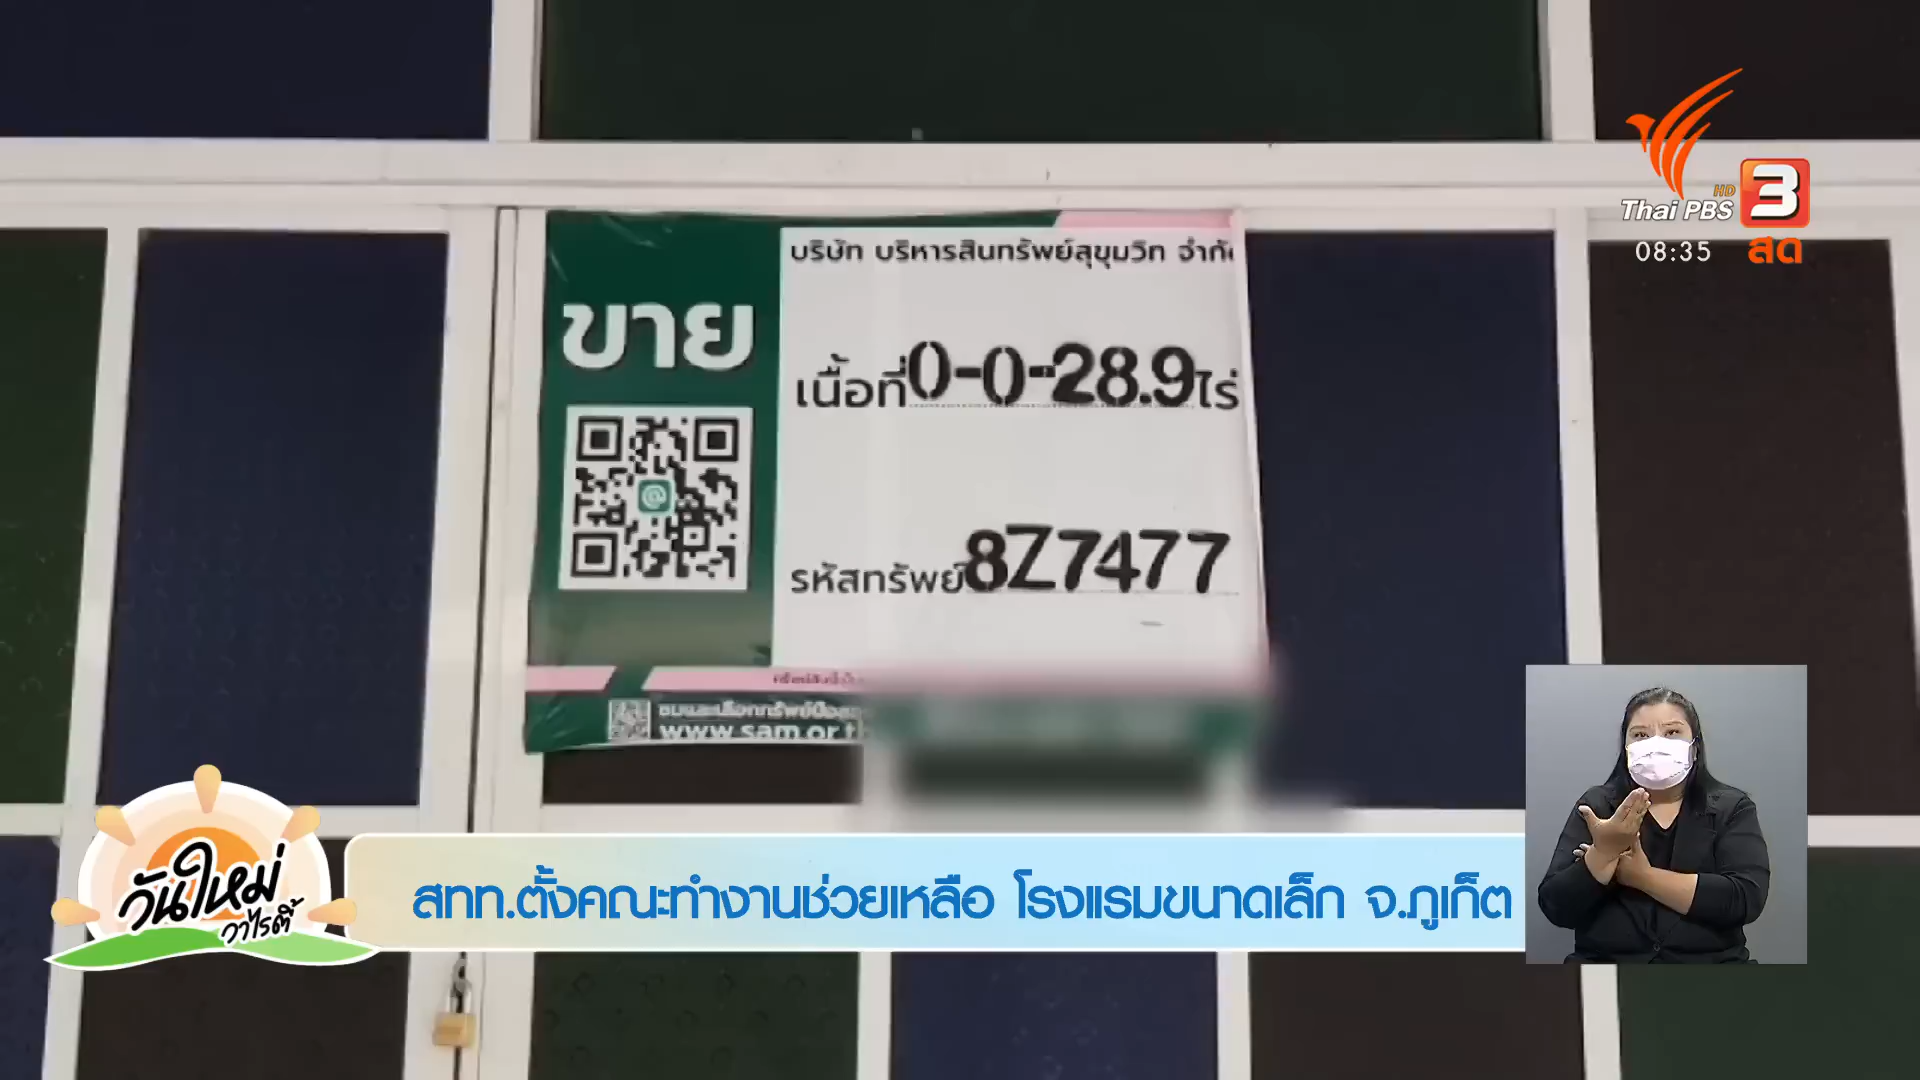 Thai PBS HD 3
08:35 สด
บริษัท บริหารสินทรัพย์สุขุมวิท
ขาย
เนื้อที่ 0-0-28.9 ไร่
รหัสทรัพย์ 8Z7477
www.sam.or.t
วันใหม่
วาไรตี้
สทท.ตั้งคณะทำงานช่วยเหลือ โรงแรมขนาดเล็ก จ.ภูเก็ต